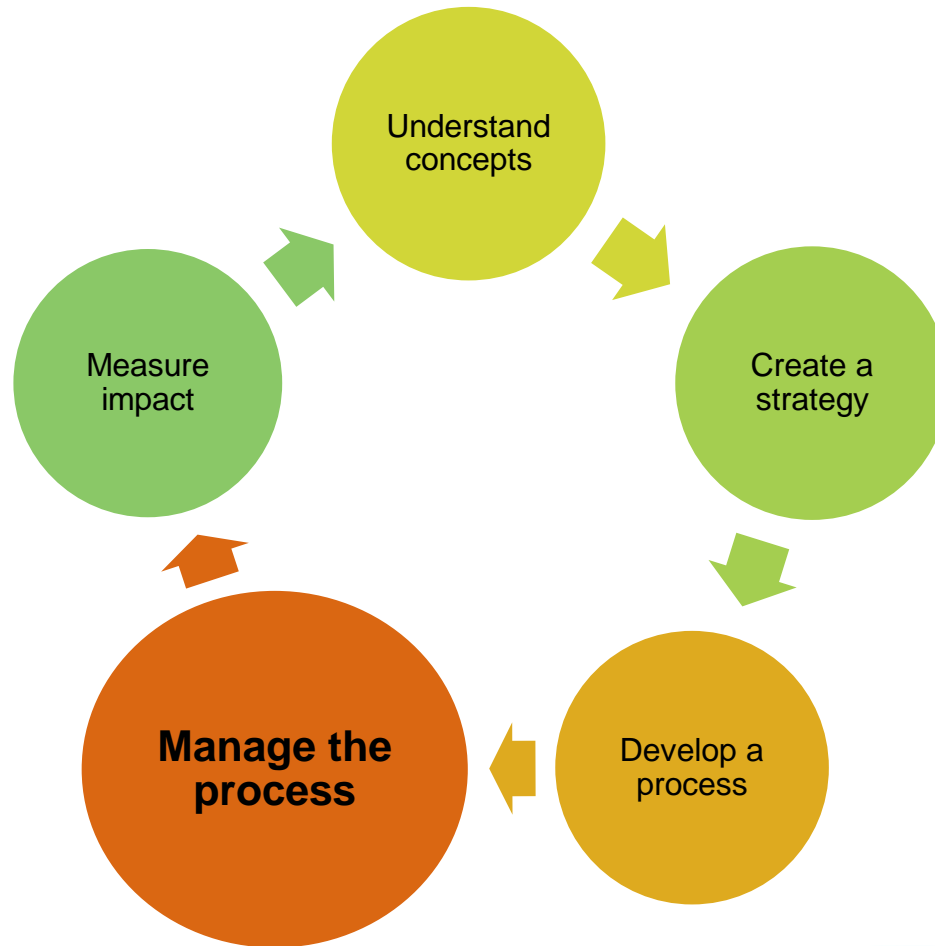 Understand
concepts
Create a
strategy
Develop a
process
Manage the
process
Measure
impact